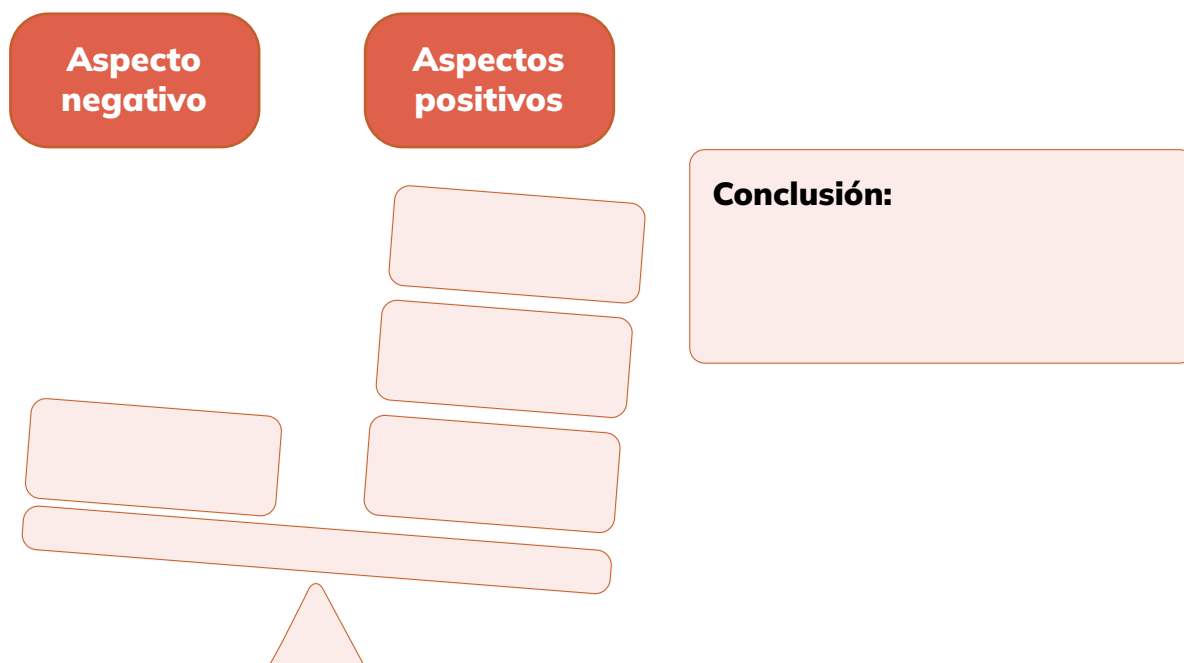 Aspecto
negativo
Aspectos
positivos
Conclusión: